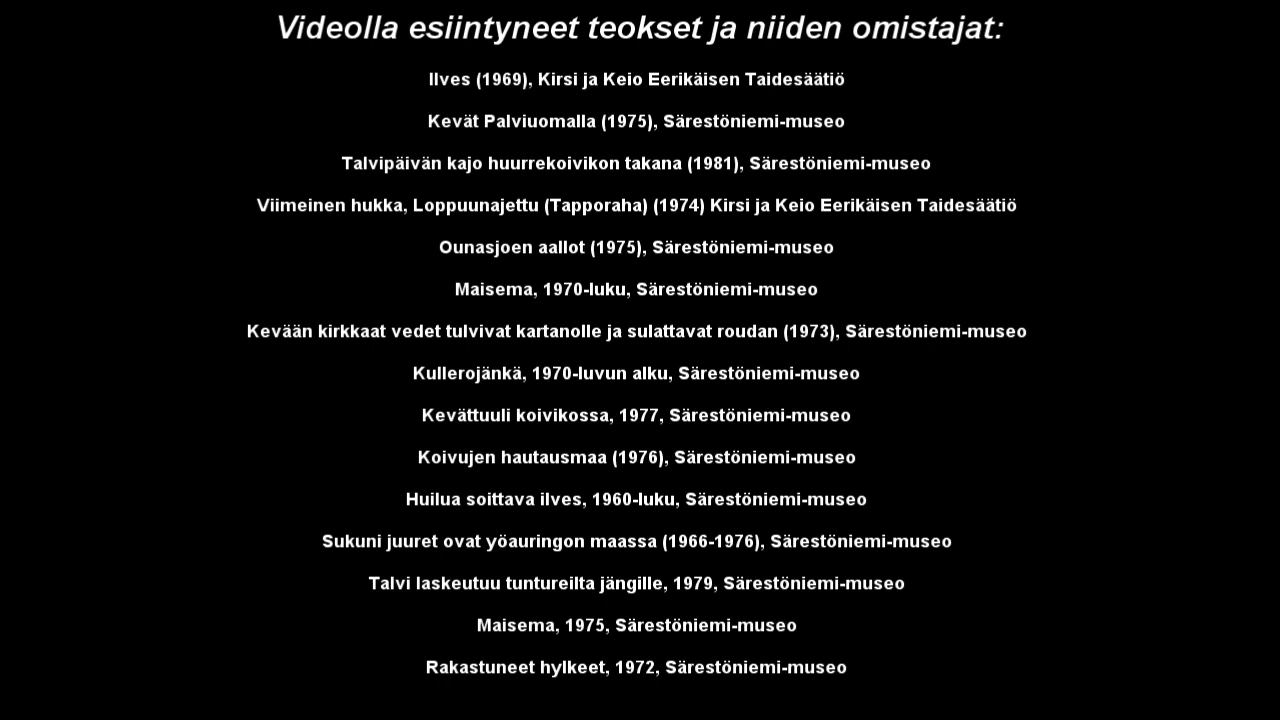 Videolla esiintyneet teokset ja niiden omistajat:
Ilves (1969), Kirsi ja Keio Eerikäisen Taidesäätiö
Kevät Palviuomalla (1975), Särestöniemi-museo
Talvipäivän kajo huurrekoivikon takana (1981), Särestöniemi-museo
Viimeinen hukka, Loppuunajettu (Tapporaha) (1974) Kirsi ja Keio Eerikäisen Taidesäätiö
Ounasjoen aallot (1975), Särestöniemi-museo
Maisema, 1970-luku, Särestöniemi-museo
Kevään kirkkaat vedet tulvivat kartanolle ja sulattavat roudan (1973), Särestöniemi-museo
Kullerojänkä, 1970-luvun alku, Särestöniemi-museo
Kevättuuli koivikossa, 1977, Särestöniemi-museo
Koivujen hautausmaa (1976), Särestöniemi-museo
Huilua soittava ilves, 1960-luku, Särestöniemi-museo
Sukuni juuret ovat yöauringon maassa (1966-1976), Särestöniemi-museo
Talvi laskeutuu tuntureilta jängille, 1979, Särestöniemi-museo
Maisema, 1975, Särestöniemi-museo
Rakastuneet hylkeet, 1972, Särestöniemi-museo